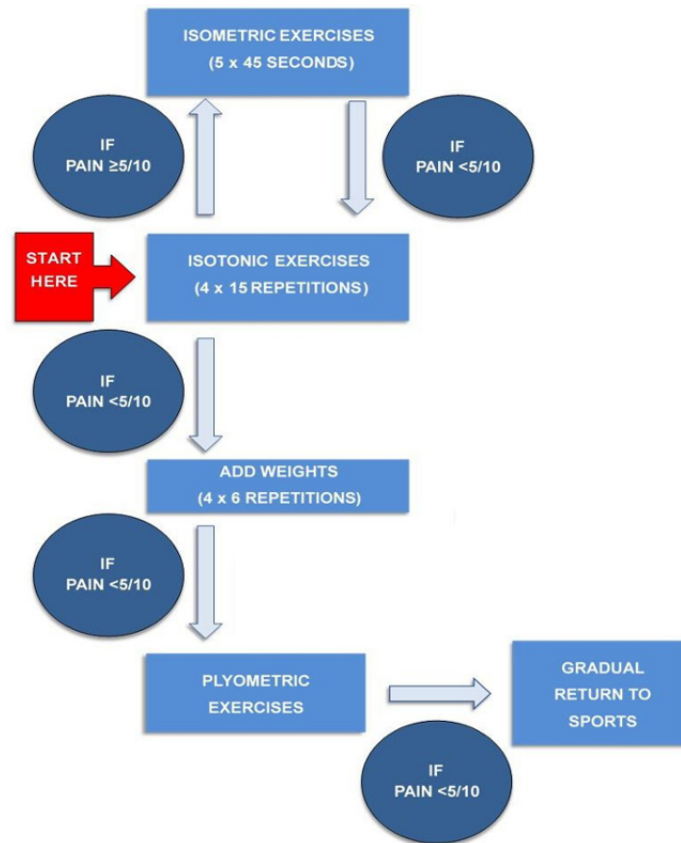 ISOMETRIC EXERCISES
(5 x 45 SECONDS)
IF
PAIN ≥5/10
IF
PAIN <5/10
START
HERE
ISOTONIC EXERCISES
(4 x 15 REPETITIONS)
IF
PAIN <5/10
ADD WEIGHTS
(4 x 6 REPETITIONS)
IF
PAIN <5/10
PLYOMETRIC
EXERCISES
GRADUAL
RETURN TO
SPORTS
IF
PAIN <5/10